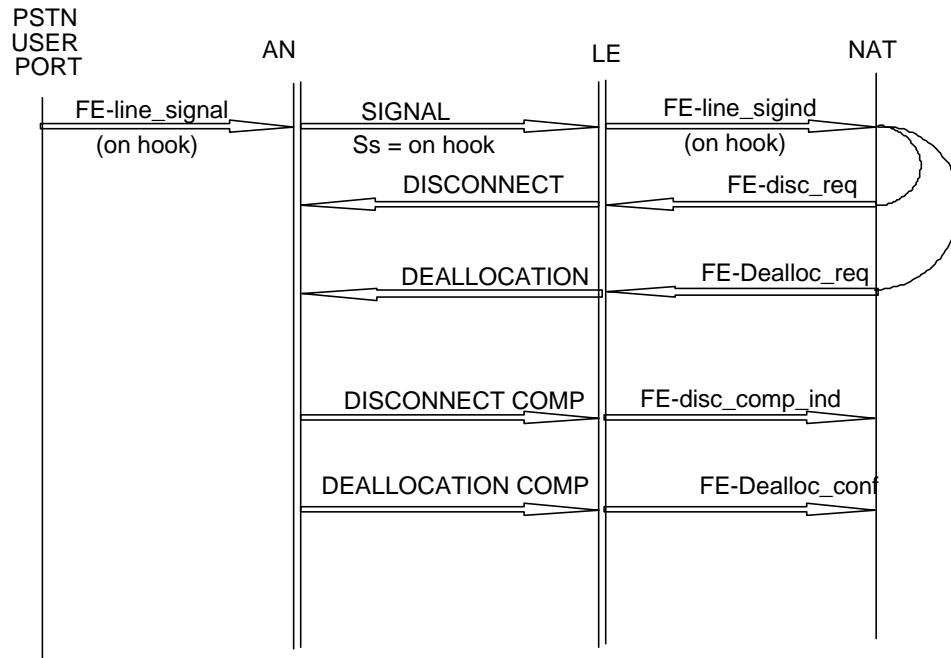 PSTN
USER
PORT
AN
LE
NAT
FE-line_signal
SIGNAL
FE-line_sigind
(on hook)
Ss = on hook
(on hook)
DISCONNECT
FE-disc_req
DEALLOCATION
FE-Dealloc_req
DISCONNECT COMP
FE-disc_comp_ind
DEALLOCATION COMP
FE-Dealloc_conf